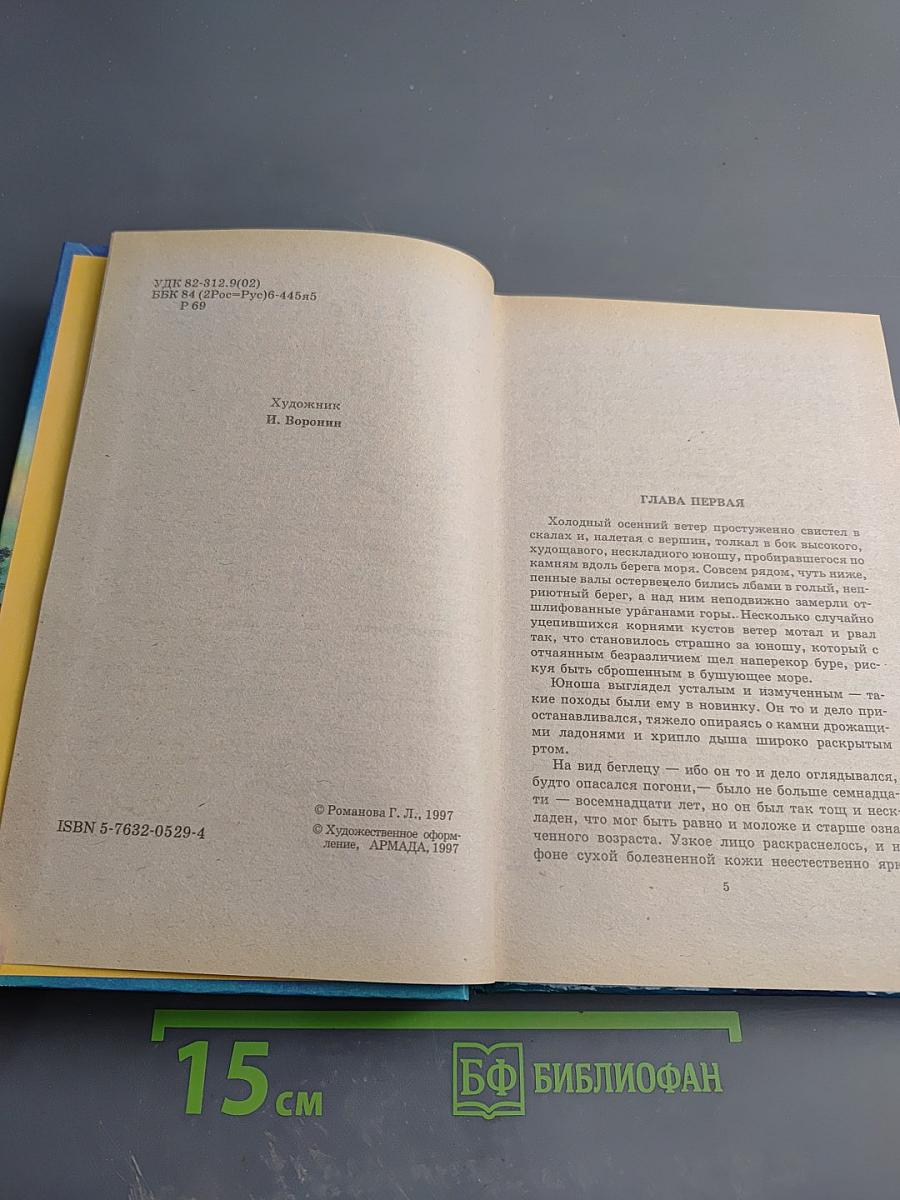 УДК 82-312.9(02)
ББК 84 (2Рос=Рус)6-445я5
Р 69
Художник
И. Воронин
ISBN 5-7632-0529-4
© Романова Г. Л., 1997
© Художественное оформ-
ление, АРМАДА, 1997
ГЛАВА ПЕРВАЯ
Холодный осенний ветер простуженно свистел в
скалах и, налетая с вершин, толкал в бок высокого,
худощавого, нескладного юношу, пробиравшегося по
камням вдоль берега моря. Совсем рядом, чуть ниже,
пенные валы остервенело бились лбами в голый, неп-
риютный берег, а над ним неподвижно замерли от-
шлифованные ураганами горы. Несколько случайно
уцепившихся корнями кустов ветер мотал и рвал
так, что становилось страшно за юношу, который с
отчаянным безразличием шел наперекор буре, рис-
куя быть сброшенным в бушующее море.
Юноша выглядел усталым и измученным — та-
кие походы были ему в новинку. Он то и дело при-
останавливался, тяжело опираясь о камни дрожащи-
ми ладонями и хрипло дыша широко раскрытым
ртом.
На вид беглецу — ибо он то и дело оглядывался,
будто опасался погони,— было не больше семнадца-
ти — восемнадцати лет, но он был так тощ и неск-
ладен, что мог быть равно и моложе и старше озна
ченного возраста. Узкое лицо раскраснелось, и н
фоне сухой болезненной кожи неестественно ярк
5
15 см
БФ БИБЛИОФАН